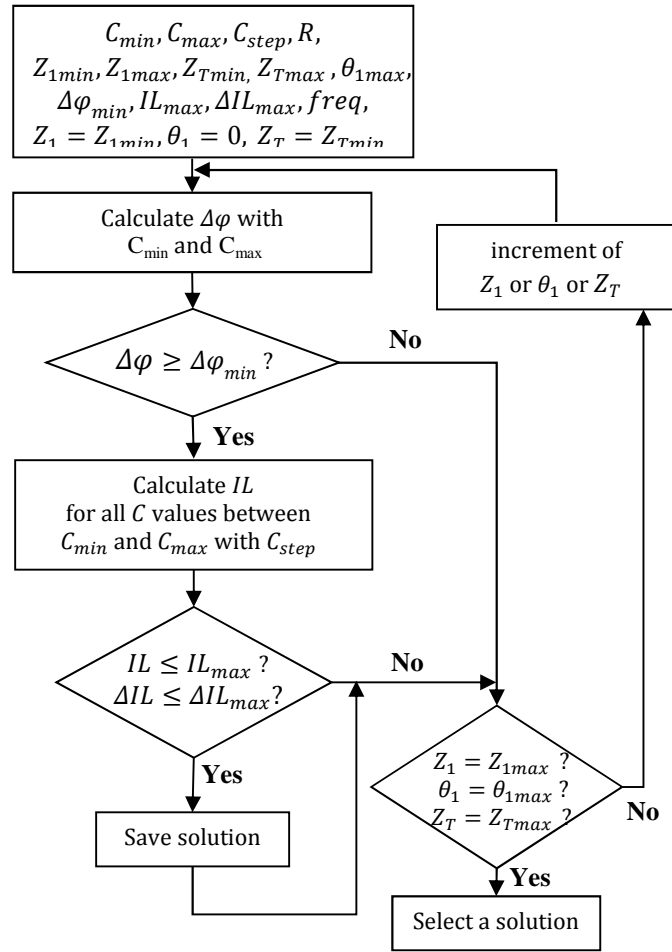 C_min, C_max, C_step, R,
Z_1min, Z_1max, Z_Tmin, Z_Tmax, θ_1max,
Δφ_min, IL_max, ΔIL_max, freq,
Z_1 = Z_1min, θ_1 = 0, Z_T = Z_Tmin
Calculate Δφ with
C_min and C_max
increment of
Z_1 or θ_1 or Z_T
Δφ ≥ Δφ_min ?
No
Yes
Calculate IL
for all C values between
C_min and C_max with C_step
IL ≤ IL_max ?
ΔIL ≤ ΔIL_max?
No
Yes
Save solution
Z_1 = Z_1max ?
θ_1 = θ_1max ?
Z_T = Z_Tmax ?
No
Yes
Select a solution